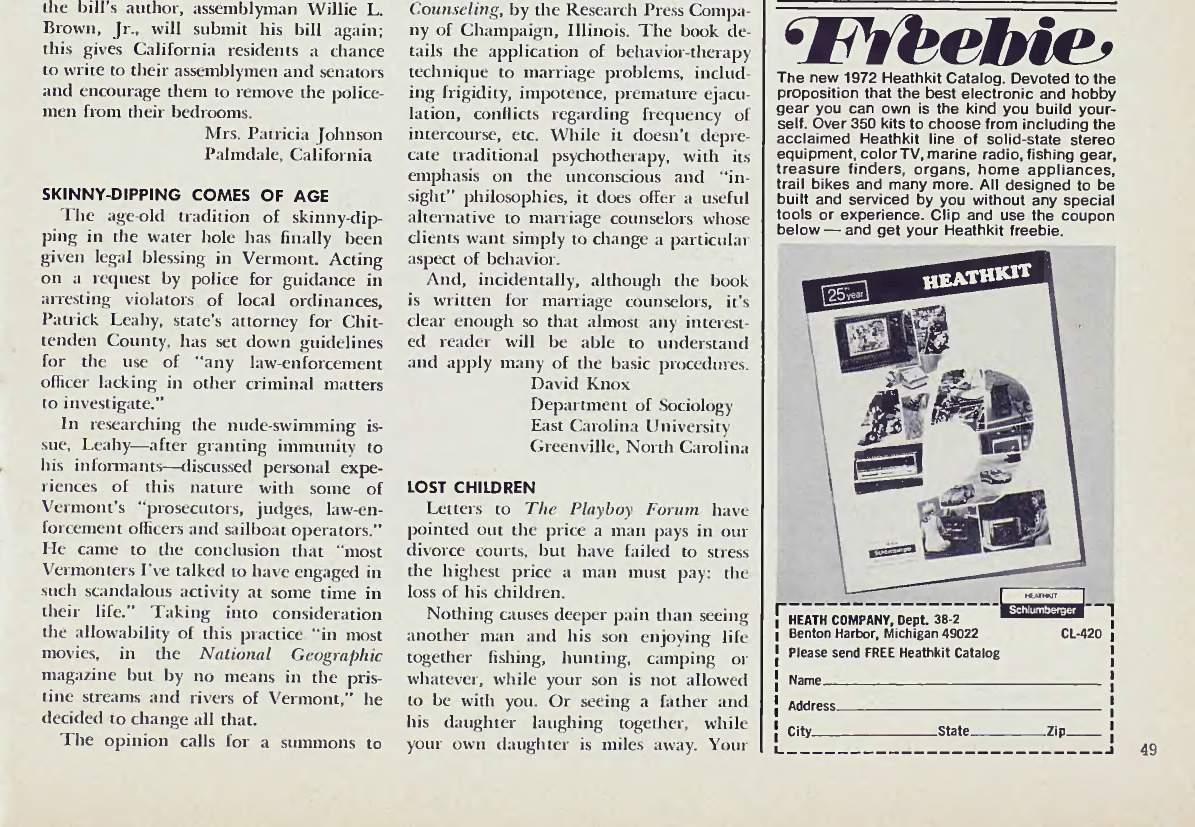 the bill's author, assemblyman Willie L.
Brown, Jr., will submit his bill again;
this gives California residents a chance
to write to their assemblymen and senators
and encourage them to remove the police-
men from their bedrooms.
Mrs. Patricia Johnson
Palmdale, California
SKINNY-DIPPING COMES OF AGE
The age-old tradition of skinny-dip-
ping in the water hole has finally been
given legal blessing in Vermont. Acting
on a request by police for guidance in
arresting violators of local ordinances,
Patrick Leahy, state's attorney for Chit-
tenden County, has set down guidelines
for the use of "any law-enforcement
officer lacking in other criminal matters
to investigate."
In researching the nude-swimming is-
sue, Leahy—after granting immunity to
his informants—discussed personal expe-
riences of this nature with some of
Vermont's "prosecutors, judges, law-en-
forcement officers and sailboat operators."
He came to the conclusion that "most
Vermonters I've talked to have engaged in
such scandalous activity at some time in
their life." Taking into consideration
the allowability of this practice "in most
movies, in the National Geographic
magazine but by no means in the pris-
tine streams and rivers of Vermont," he
decided to change all that.
The opinion calls for a summons to
Counseling, by the Research Press Compa-
ny of Champaign, Illinois. The book de-
tails the application of behavior-therapy
technique to marriage problems, includ-
ing frigidity, impotence, premature ejacu-
lation, conflicts regarding frequency of
intercourse, etc. While it doesn't depre-
cate traditional psychotherapy, with its
emphasis on the unconscious and "in-
sight" philosophies, it does offer a useful
alternative to marriage counselors whose
clients want simply to change a particular
aspect of behavior.
And, incidentally, although the book
is written for marriage counselors, it's
clear enough so that almost any interest-
ed reader will be able to understand
and apply many of the basic procedures.
David Knox
Department of Sociology
East Carolina University
Greenville, North Carolina
LOST CHILDREN
Letters to The Playboy Forum have
pointed out the price a man pays in our
divorce courts, but have failed to stress
the highest price a man must pay: the
loss of his children.
Nothing causes deeper pain than seeing
another man and his son enjoying life
together fishing, hunting, camping or
whatever, while your son is not allowed
to be with you. Or seeing a father and
his daughter laughing together, while
your own daughter is miles away. Your
Freebie
The new 1972 Heathkit Catalog. Devoted to the
proposition that the best electronic and hobby
gear you can own is the kind you build your-
self. Over 350 kits to choose from including the
acclaimed Heathkit line of solid-state stereo
equipment, color TV, marine radio, fishing gear,
treasure finders, organs, home appliances,
trail bikes and many more. All designed to be
built and serviced by you without any special
tools or experience. Clip and use the coupon
below — and get your Heathkit freebie.
25th year
HEATHKIT
Schlumberger
HEATHKIT
Schlumberger
HEATH COMPANY, Dept. 38-2
Benton Harbor, Michigan 49022 CL-420
Please send FREE Heathkit Catalog
Name
Address
City State Zip
49